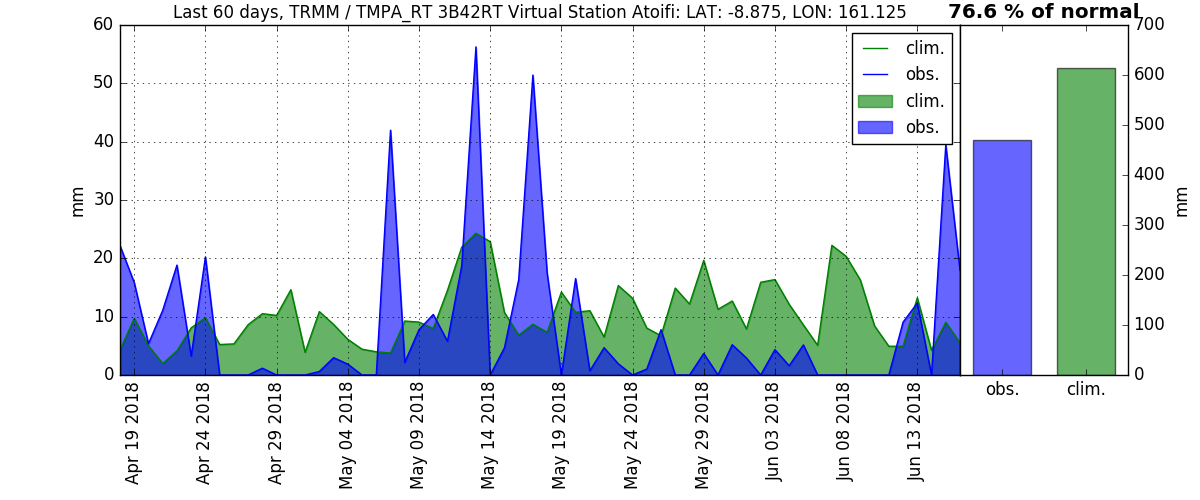 Last 60 days, TRMM / TMPA_RT 3B42RT Virtual Station Atoifi: LAT: -8.875, LON: 161.125
76.6 % of normal
60
50
40
30
20
10
0
mm
clim.
obs.
clim.
obs.
Apr 19 2018
Apr 24 2018
Apr 29 2018
May 04 2018
May 09 2018
May 14 2018
May 19 2018
May 24 2018
May 29 2018
Jun 03 2018
Jun 08 2018
Jun 13 2018
700
600
500
400
300
200
100
0
mm
obs.
clim.